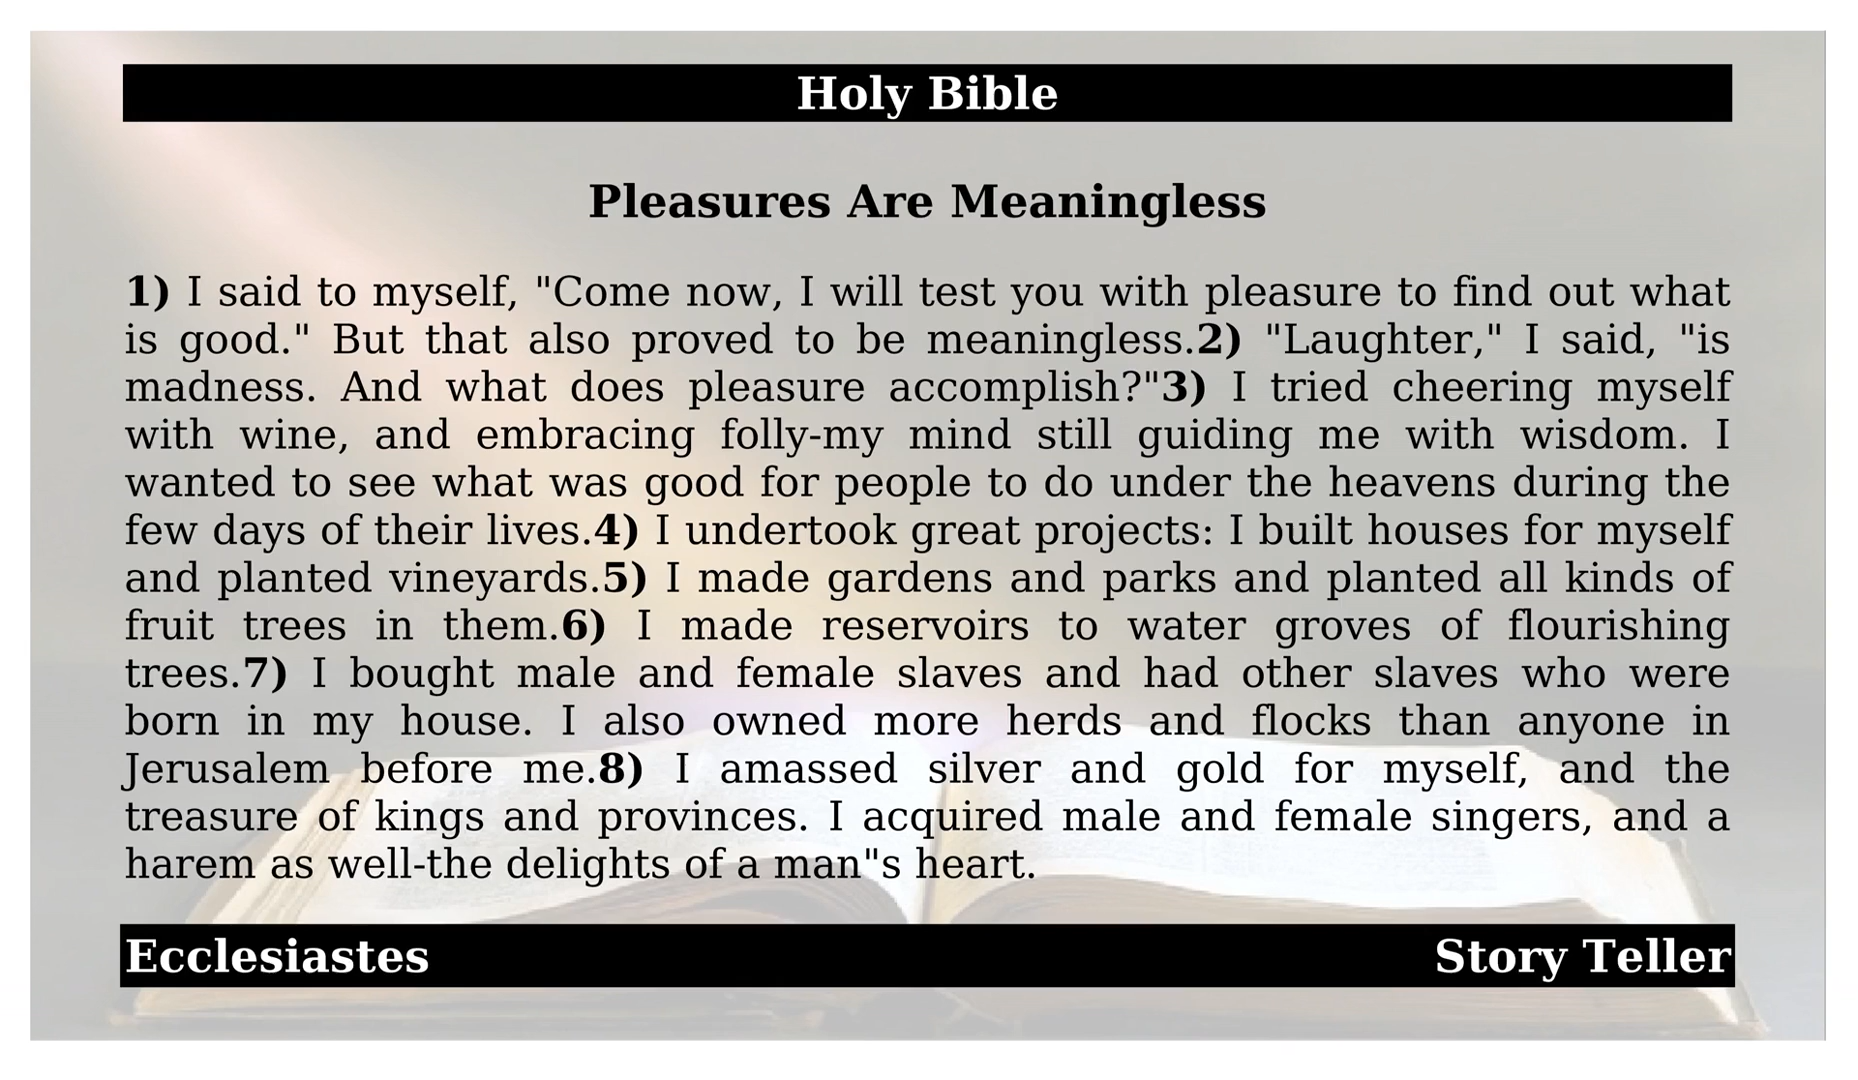 Holy Bible
Pleasures Are Meaningless
1) I said to myself, "Come now, I will test you with pleasure to find out what
is good." But that also proved to be meaningless.2) "Laughter," I said, "is
madness. And what does pleasure accomplish?"3) I tried cheering myself
with wine, and embracing folly-my mind still guiding me with wisdom. I
wanted to see what was good for people to do under the heavens during the
few days of their lives.4) I undertook great projects: I built houses for myself
and planted vineyards.5) I made gardens and parks and planted all kinds of
fruit trees in them.6) I made reservoirs to water groves of flourishing
trees.7) I bought male and female slaves and had other slaves who were
born in my house. I also owned more herds and flocks than anyone in
Jerusalem before me.8) I amassed silver and gold for myself, and the
treasure of kings and provinces. I acquired male and female singers, and a
harem as well-the delights of a man"s heart.
Ecclesiastes Story Teller